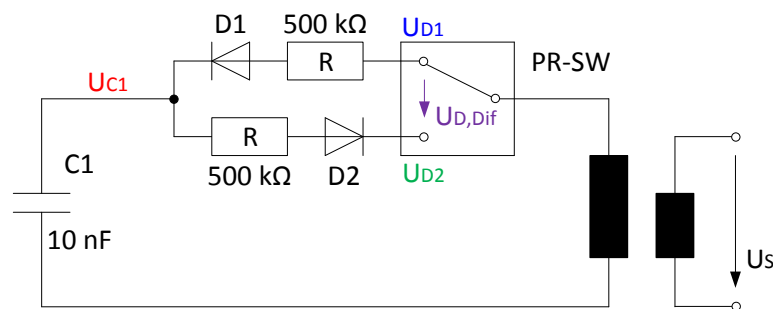 D1
500 kΩ
UD1
R
PR-SW
UC1
UD,Dif
R
C1
500 kΩ
D2
UD2
10 nF
US